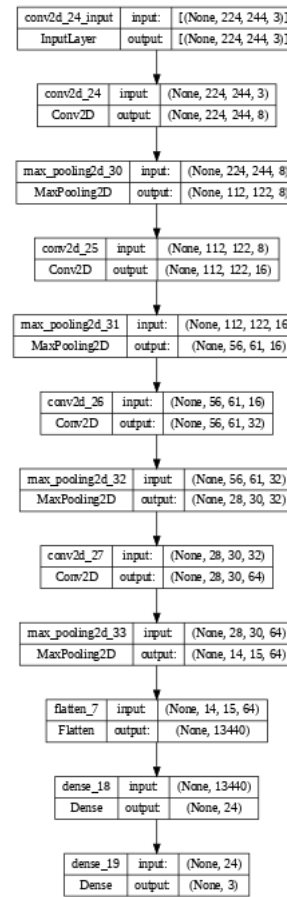 conv2d_24_input input: [(None, 224, 244, 3)]
InputLayer output: [(None, 224, 244, 3)]
conv2d_24 input: (None, 224, 244, 3)
Conv2D output: (None, 224, 244, 8)
max_pooling2d_30 input: (None, 224, 244, 8)
MaxPooling2D output: (None, 112, 122, 8)
conv2d_25 input: (None, 112, 122, 8)
Conv2D output: (None, 112, 122, 16)
max_pooling2d_31 input: (None, 112, 122, 16)
MaxPooling2D output: (None, 56, 61, 16)
conv2d_26 input: (None, 56, 61, 16)
Conv2D output: (None, 56, 61, 32)
max_pooling2d_32 input: (None, 56, 61, 32)
MaxPooling2D output: (None, 28, 30, 32)
conv2d_27 input: (None, 28, 30, 32)
Conv2D output: (None, 28, 30, 64)
max_pooling2d_33 input: (None, 28, 30, 64)
MaxPooling2D output: (None, 14, 15, 64)
flatten_7 input: (None, 14, 15, 64)
Flatten output: (None, 13440)
dense_18 input: (None, 13440)
Dense output: (None, 24)
dense_19 input: (None, 24)
Dense output: (None, 3)